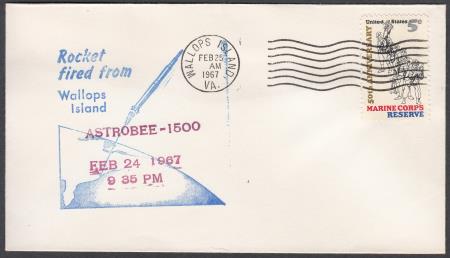 Rocket
fired from
Wallops
Island
ASTROBEE-1500
FEB 24 1967
9 35 PM
WALLOPS ISLAND,
FEB 25
AM
1967
VA.
United States 5c
50th ANNIVERSARY
MARINE CORPS
RESERVE